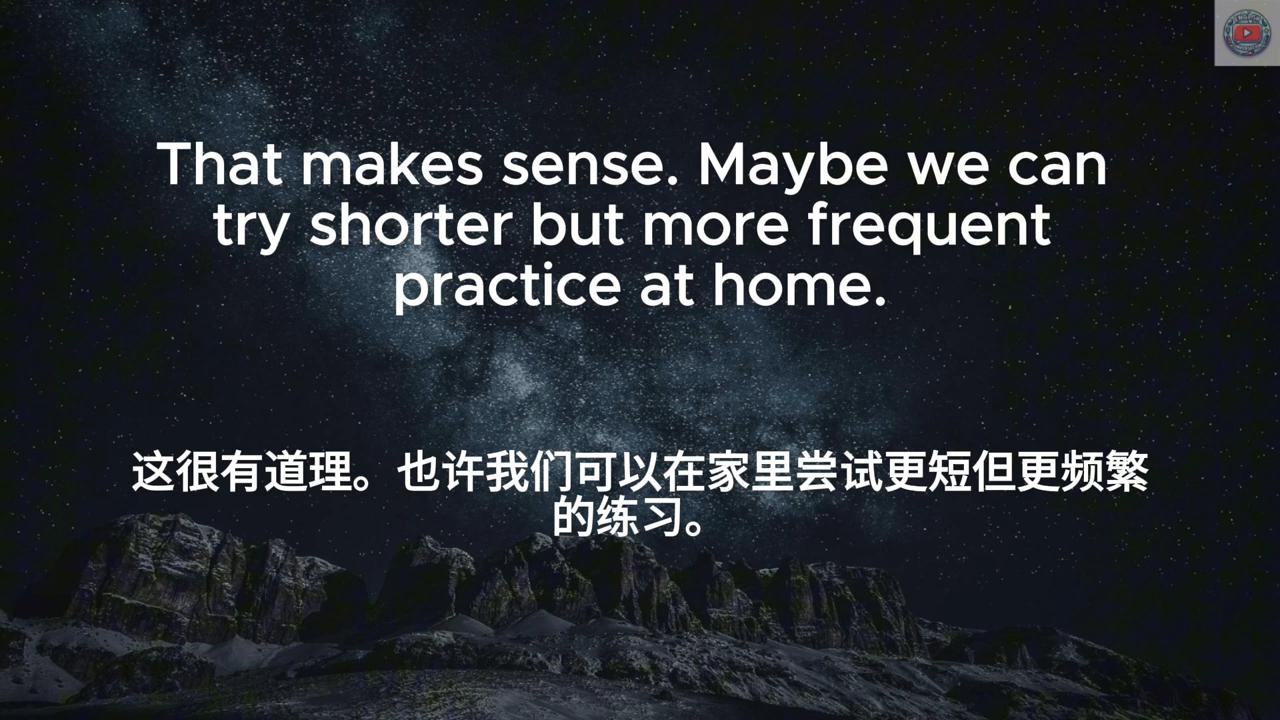 That makes sense. Maybe we can
try shorter but more frequent
practice at home.
这很有道理。也许我们可以在家里尝试更短但更频繁
的练习。